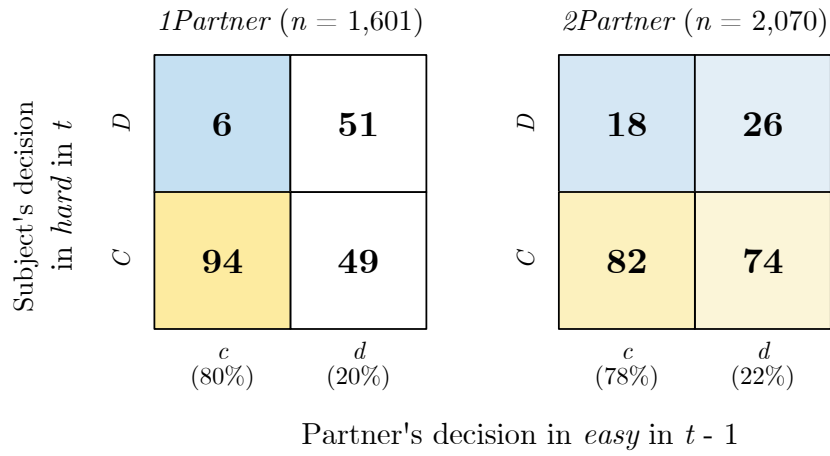 1Partner (n = 1,601)
2Partner (n = 2,070)
Subject's decision
in hard in t
D
6
51
D
18
26
C
94
49
C
82
74
c
d
c
d
(80%)
(20%)
(78%)
(22%)
Partner's decision in easy in t - 1